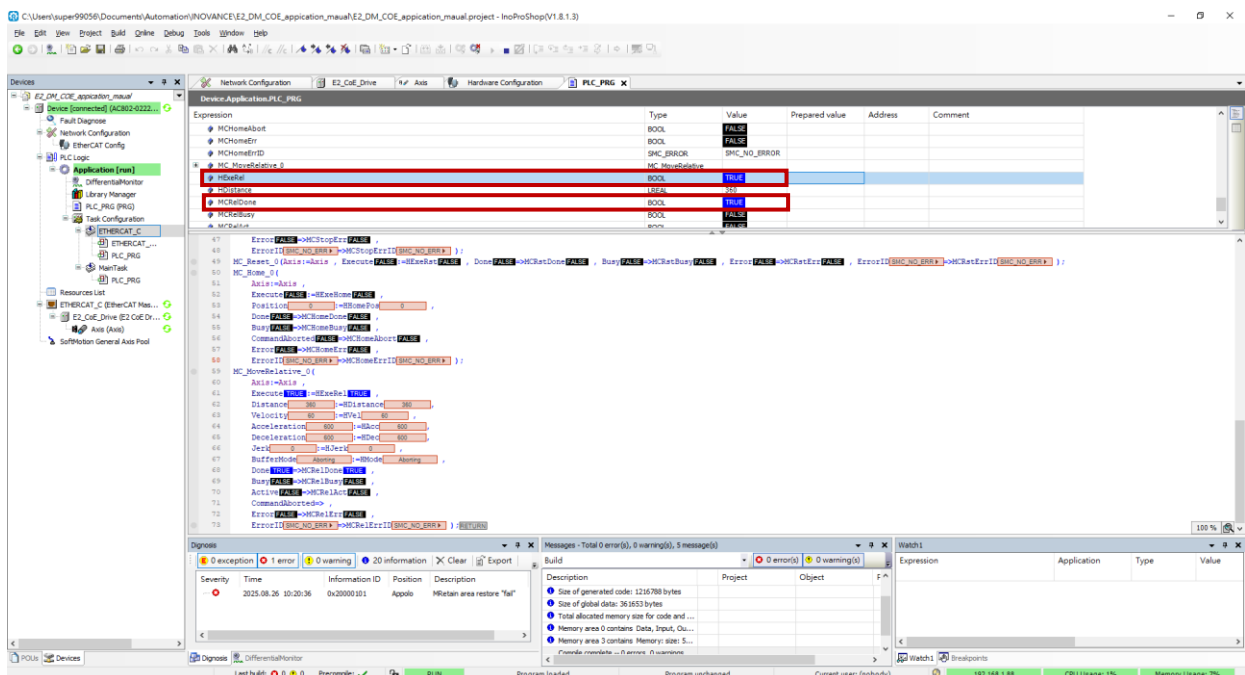 C:\Users\super99056\Documents\Automation\INOVANCE\E2_DM_COE_appication_maual\E2_DM_COE_appication_maual.project - InoProShop(V1.8.1.3)
File Edit View Project Build Online Debug Tools Window Help
Devices
E2_DM_COE_appication_maual
Device [connected] (AC802-0222...
Fault Diagnose
Network Configuration
EtherCAT Config
PLC Logic
Application [run]
DifferentialMonitor
Library Manager
PLC_PRG (PRG)
Task Configuration
ETHERCAT_C
ETHERCAT_...
PLC_PRG
MainTask
PLC_PRG
Resources List
ETHERCAT_C (EtherCAT Mas...
E2_CoE_Drive (E2 CoE Dr...
Axis (Axis)
SoftMotion General Axis Pool
POUs Devices
Network Configuration E2_CoE_Drive Axis Hardware Configuration PLC_PRG
Device.Application.PLC_PRG
Expression Type Value Prepared value Address Comment
MCHomeAbort BOOL FALSE
MCHomeErr BOOL FALSE
MCHomeErrID SMC_ERROR SMC_NO_ERROR
MC_MoveRelative_0 MC_MoveRelative
HExeRel BOOL TRUE
HDistance LREAL 360
MCRelDone BOOL TRUE
MCRelBusy BOOL FALSE
MCRelAct BOOL FALSE
47 Error FALSE =>MCStopErr FALSE ,
48 ErrorID SMC_NO_ERR =>MCStopErrID SMC_NO_ERR );
49 MC_Reset_0(Axis:=Axis , Execute FALSE :=HExeRst FALSE , Done FALSE =>MCRstDone FALSE , Busy FALSE =>MCRstBusy FALSE , Error FALSE =>MCRstErr FALSE , ErrorID SMC_NO_ERR =>MCRstErrID SMC_NO_ERR );
50 MC_Home_0(
51 Axis:=Axis ,
52 Execute FALSE :=HExeHome FALSE ,
53 Position 0 :=HHomePos 0 ,
54 Done FALSE =>MCHomeDone FALSE ,
55 Busy FALSE =>MCHomeBusy FALSE ,
56 CommandAborted FALSE =>MCHomeAbort FALSE ,
57 Error FALSE =>MCHomeErr FALSE ,
58 ErrorID SMC_NO_ERR =>MCHomeErrID SMC_NO_ERR );
59 MC_MoveRelative_0(
60 Axis:=Axis ,
61 Execute TRUE :=HExeRel TRUE ,
62 Distance 360 :=HDistance 360 ,
63 Velocity 60 :=HVel 60 ,
64 Acceleration 600 :=HAcc 600 ,
65 Deceleration 600 :=HDec 600 ,
66 Jerk 0 :=HJerk 0 ,
67 BufferMode Aborting :=HMode Aborting ,
68 Done TRUE =>MCRelDone TRUE ,
69 Busy FALSE =>MCRelBusy FALSE ,
70 Active FALSE =>MCRelAct FALSE ,
71 CommandAborted=> ,
72 Error FALSE =>MCRelErr FALSE ,
73 ErrorID SMC_NO_ERR =>MCRelErrID SMC_NO_ERR ); RETURN
100 %
Dignosis
0 exception 1 error 0 warning 20 information Clear Export
Severity Time Information ID Position Description
2025.08.26 10:20:36 0x20000101 Appolo MRetain area restore "fail"
Dignosis DifferentialMonitor
Messages - Total 0 error(s), 0 warning(s), 5 message(s)
Build 0 error(s) 0 warning(s)
Description Project Object
Size of generated code: 1216788 bytes
Size of global data: 361653 bytes
Total allocated memory size for code and ...
Memory area 0 contains Data, Input, Ou...
Memory area 3 contains Memory: size: 5...
Compile complete -- 0 errors, 0 warnings
Watch1
Expression Application Type Value
Watch1 Breakpoints
Last build: 0 0 Precompile: RUN Program loaded Program unchanged Current user: (nobody) 192.168.1.88 CPU Usage: 1% Memory Usage: 7%